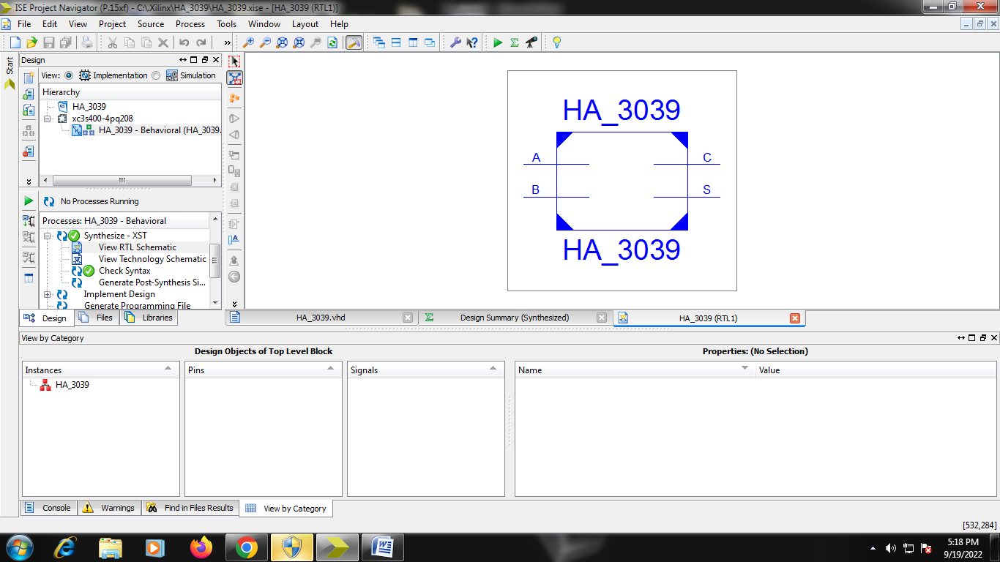 ISE Project Navigator (P.15xf) - C:\.Xilinx\HA_3039\HA_3039.xise - [HA_3039 (RTL1)]
File Edit View Project Source Process Tools Window Layout Help
Start
Design
View: Implementation Simulation
Hierarchy
HA_3039
xc3s400-4pq208
HA_3039 - Behavioral (HA_3039.
No Processes Running
Processes: HA_3039 - Behavioral
Synthesize - XST
View RTL Schematic
View Technology Schematic
Check Syntax
Generate Post-Synthesis Si...
Implement Design
Generate Programming File
Design Files Libraries
HA_3039
A C
B S
HA_3039
HA_3039.vhd Design Summary (Synthesized) HA_3039 (RTL1)
View by Category
Design Objects of Top Level Block Properties: (No Selection)
Instances Pins Signals Name Value
HA_3039
Console Warnings Find in Files Results View by Category
[532,284]
5:18 PM
9/19/2022